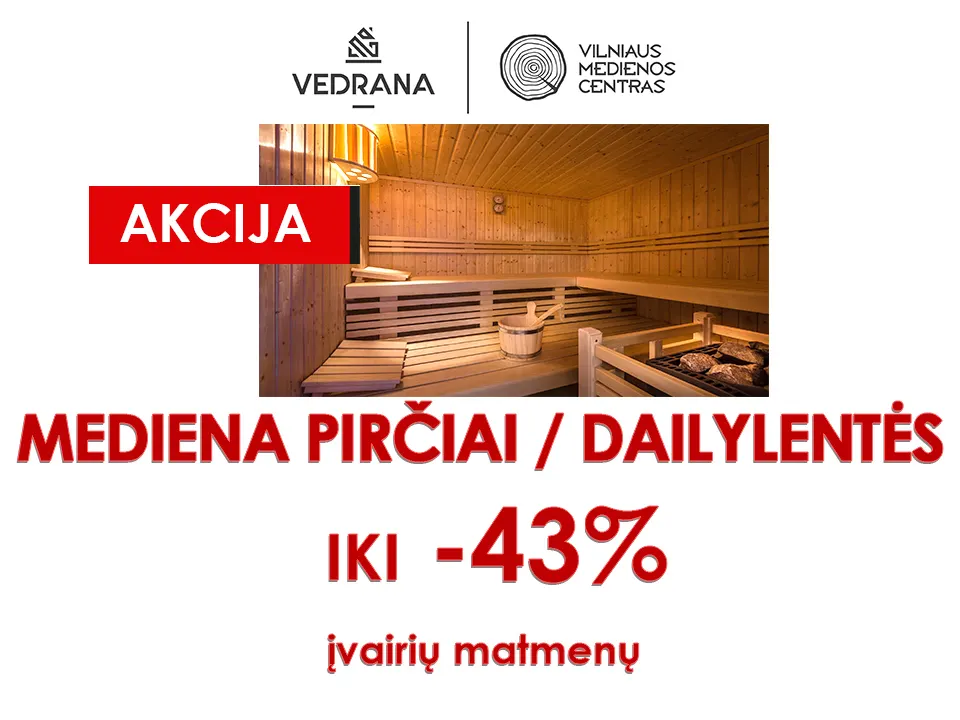 VEDRANA
VILNIAUS
MEDIENOS
CENTRAS
AKCIJA
MEDIENA PIRČIAI / DAILYLENTĖS
IKI -43%
įvairių matmenų